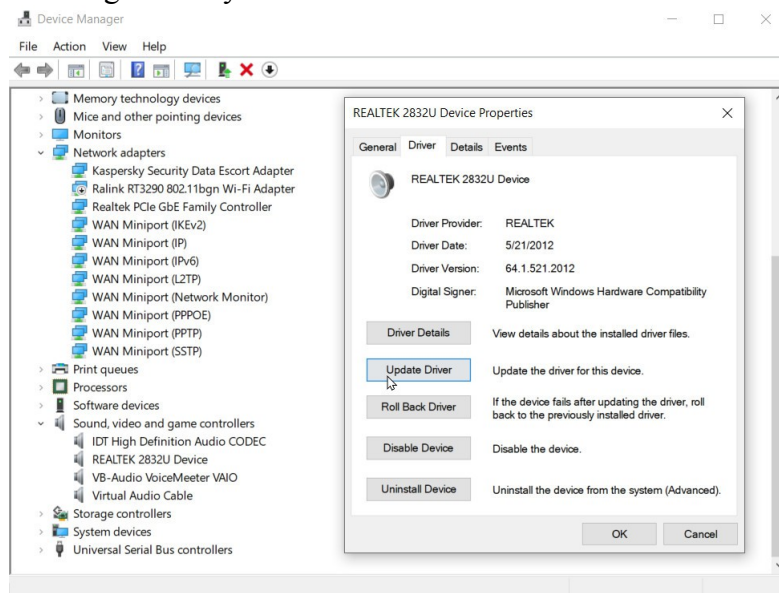 Device Manager
File Action View Help
Memory technology devices
Mice and other pointing devices
Monitors
Network adapters
Kaspersky Security Data Escort Adapter
Ralink RT3290 802.11bgn Wi-Fi Adapter
Realtek PCIe GbE Family Controller
WAN Miniport (IKEv2)
WAN Miniport (IP)
WAN Miniport (IPv6)
WAN Miniport (L2TP)
WAN Miniport (Network Monitor)
WAN Miniport (PPPOE)
WAN Miniport (PPTP)
WAN Miniport (SSTP)
Print queues
Processors
Software devices
Sound, video and game controllers
IDT High Definition Audio CODEC
REALTEK 2832U Device
VB-Audio VoiceMeeter VAIO
Virtual Audio Cable
Storage controllers
System devices
Universal Serial Bus controllers
REALTEK 2832U Device Properties
General Driver Details Events
REALTEK 2832U Device
Driver Provider: REALTEK
Driver Date: 5/21/2012
Driver Version: 64.1.521.2012
Digital Signer: Microsoft Windows Hardware Compatibility
Publisher
Driver Details View details about the installed driver files.
Update Driver Update the driver for this device.
Roll Back Driver If the device fails after updating the driver, roll
back to the previously installed driver.
Disable Device Disable the device.
Uninstall Device Uninstall the device from the system (Advanced).
OK Cancel